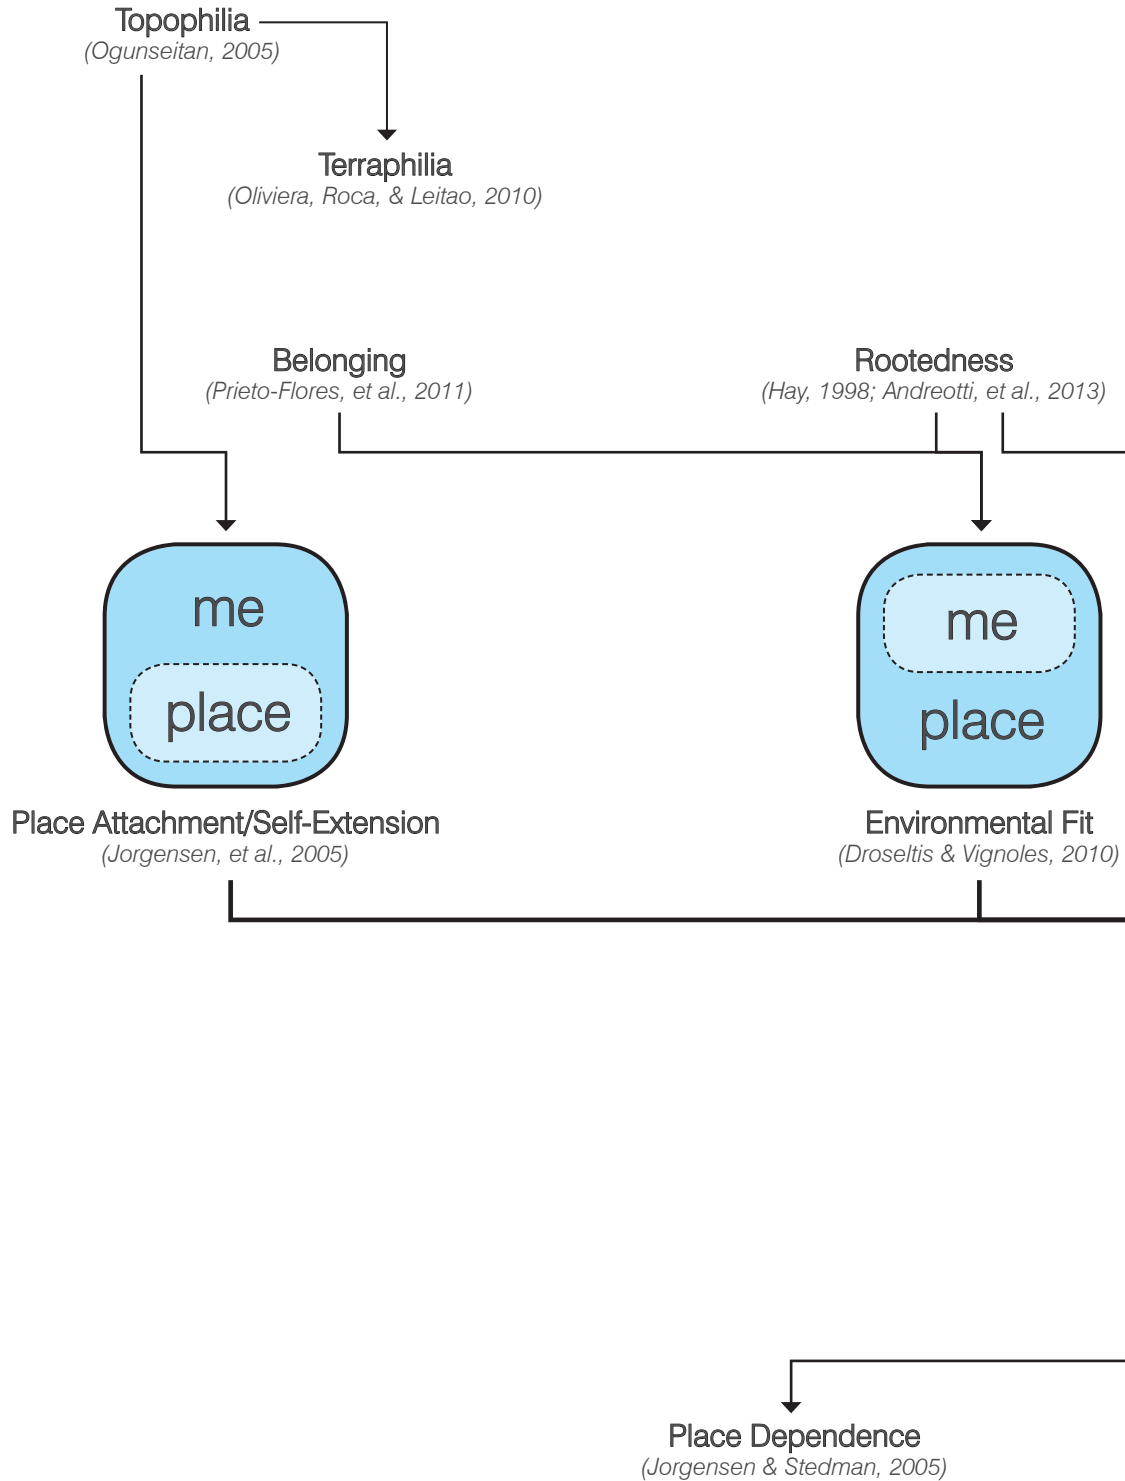 Topophilia
(Ogunseitan, 2005)
Terraphilia
(Oliviera, Roca, & Leitao, 2010)
Belonging
(Prieto-Flores, et al., 2011)
Rootedness
(Hay, 1998; Andreotti, et al., 2013)
me
place
me
place
Place Attachment/Self-Extension
(Jorgensen, et al., 2005)
Environmental Fit
(Droseltis & Vignoles, 2010)
Place Dependence
(Jorgensen & Stedman, 2005)